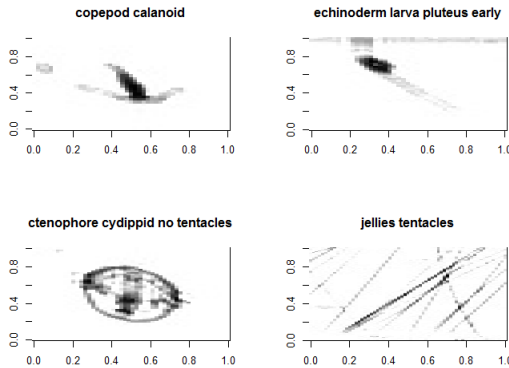 copepod calanoid
0.0 0.4 0.8
0.0 0.2 0.4 0.6 0.8 1.0
echinoderm larva pluteus early
0.0 0.4 0.8
0.0 0.2 0.4 0.6 0.8 1.0
ctenophore cydippid no tentacles
0.0 0.4 0.8
0.0 0.2 0.4 0.6 0.8 1.0
jellies tentacles
0.0 0.4 0.8
0.0 0.2 0.4 0.6 0.8 1.0